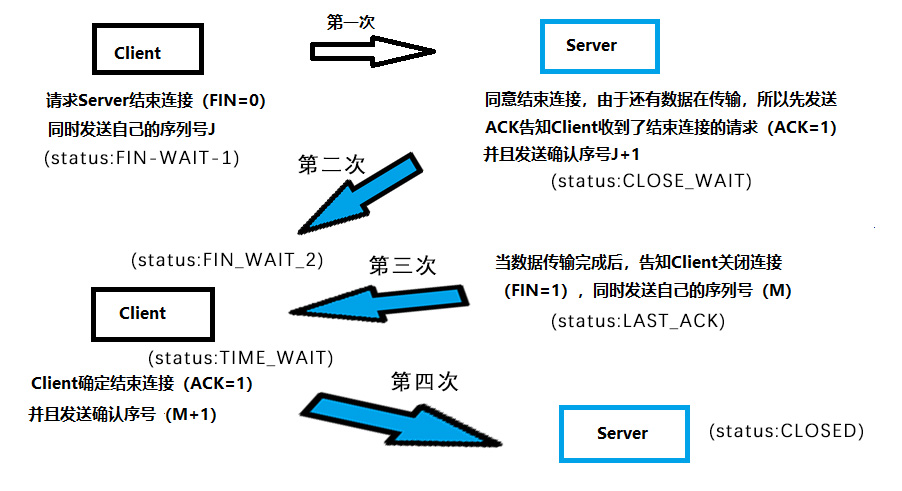 第一次
Client
Server
请求Server结束连接（FIN=0）
同时发送自己的序列号J
(status:FIN-WAIT-1)
同意结束连接，由于还有数据在传输，所以先发送
ACK告知Client收到了结束连接的请求（ACK=1）
并且发送确认序号J+1
(status:CLOSE_WAIT)
第二次
(status:FIN_WAIT_2)
第三次
当数据传输完成后，告知Client关闭连接
（FIN=1），同时发送自己的序列号（M）
(status:LAST_ACK)
Client
(status:TIME_WAIT)
Client确定结束连接（ACK=1）
并且发送确认序号（M+1）
第四次
Server
(status:CLOSED)